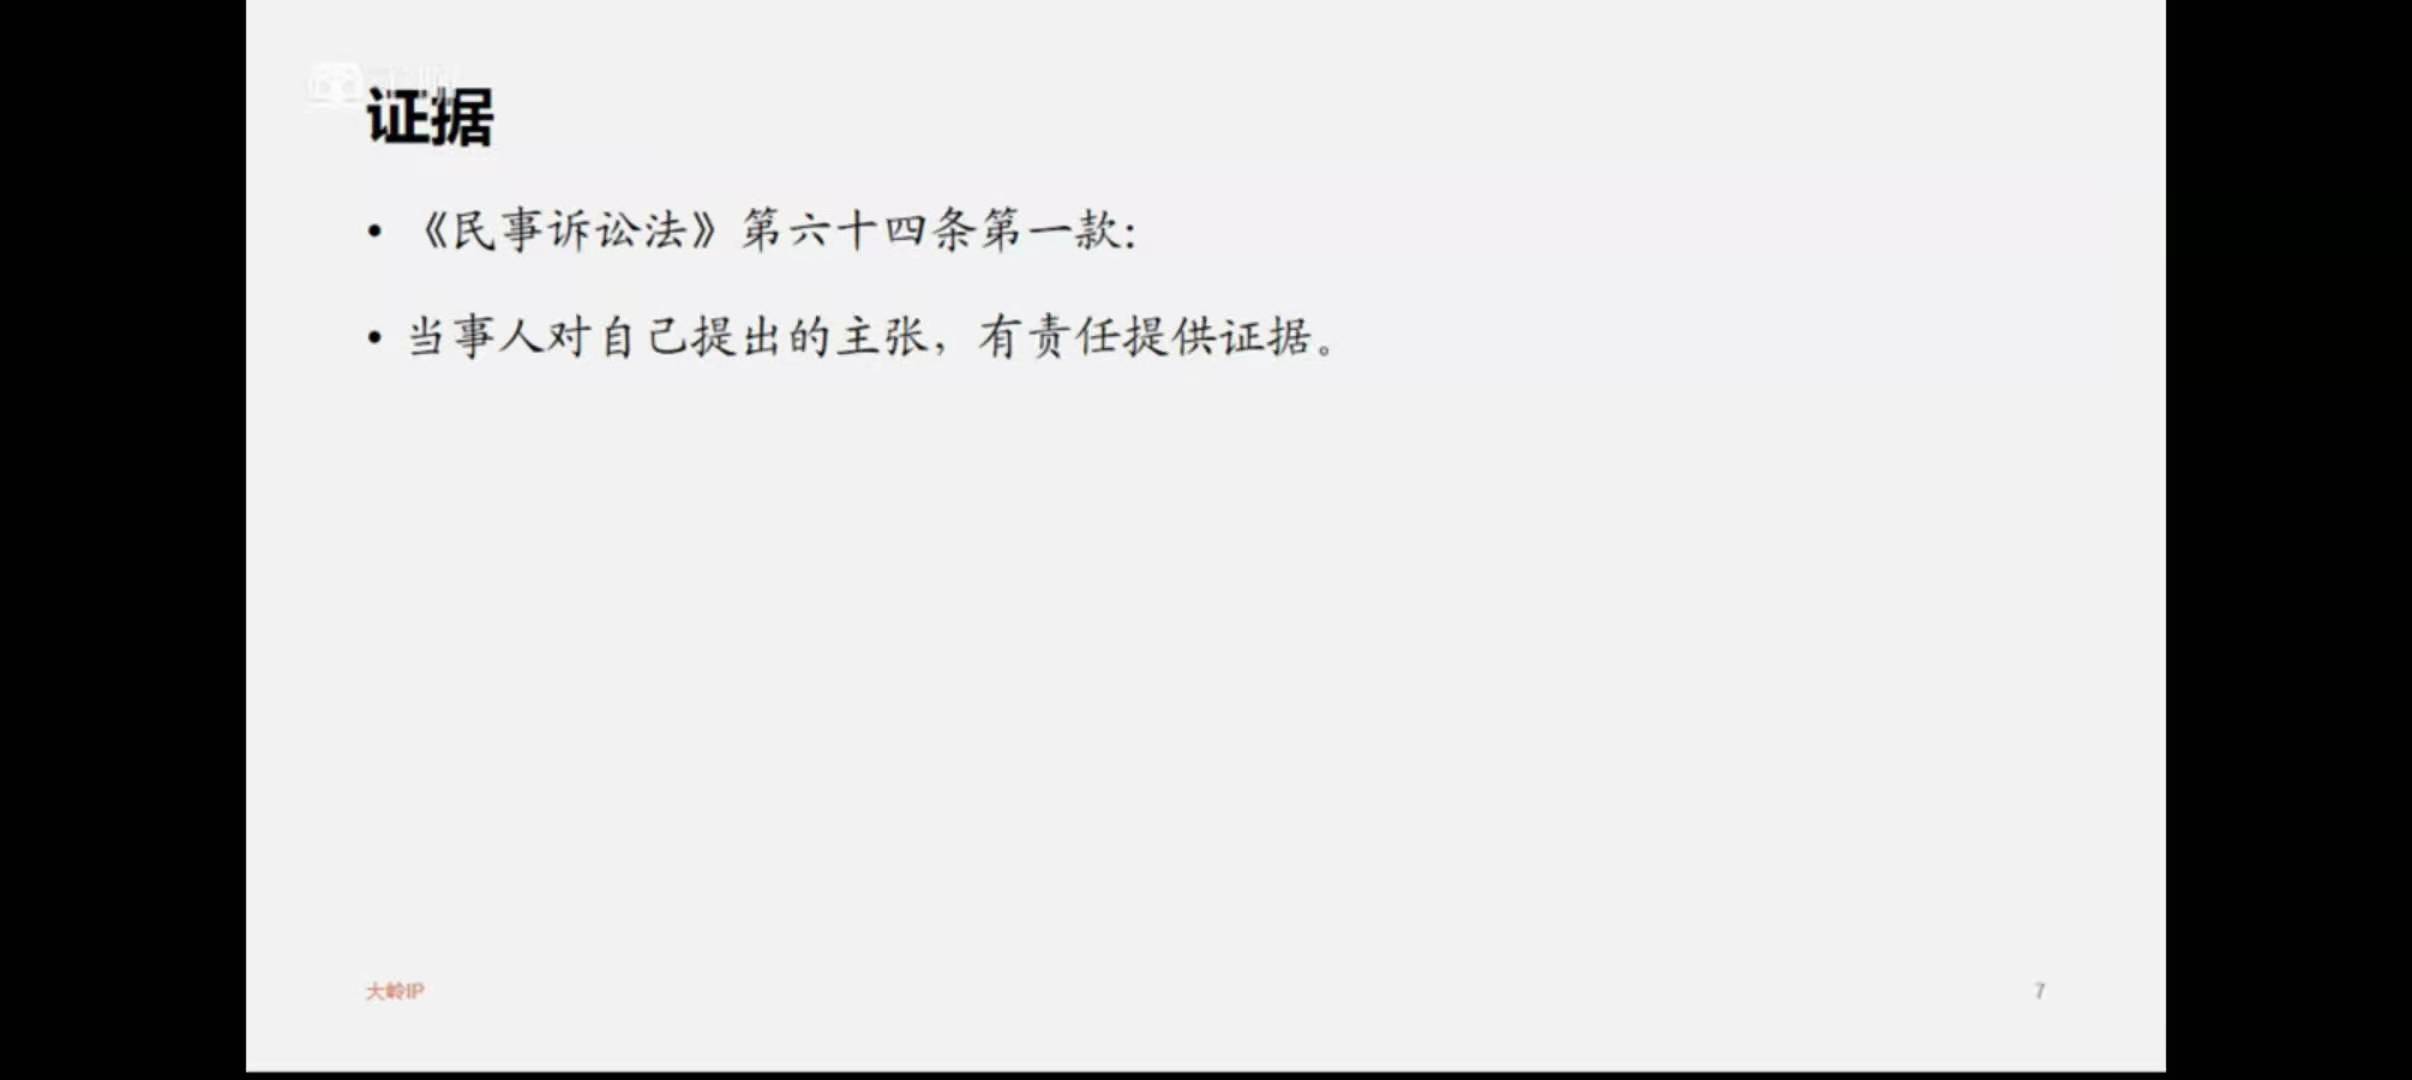 证据
• 《民事诉讼法》第六十四条第一款:
• 当事人对自己提出的主张，有责任提供证据。
大岭IP
7